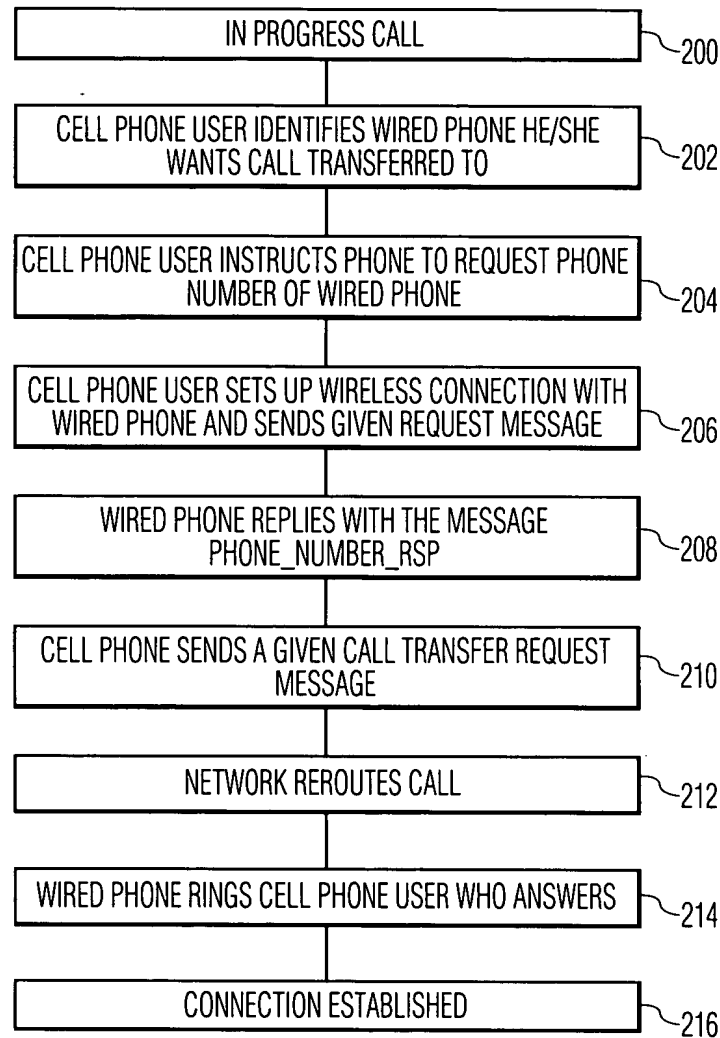 IN PROGRESS CALL
200
CELL PHONE USER IDENTIFIES WIRED PHONE HE/SHE
WANTS CALL TRANSFERRED TO
202
CELL PHONE USER INSTRUCTS PHONE TO REQUEST PHONE
NUMBER OF WIRED PHONE
204
CELL PHONE USER SETS UP WIRELESS CONNECTION WITH
WIRED PHONE AND SENDS GIVEN REQUEST MESSAGE
206
WIRED PHONE REPLIES WITH THE MESSAGE
PHONE_NUMBER_RSP
208
CELL PHONE SENDS A GIVEN CALL TRANSFER REQUEST
MESSAGE
210
NETWORK REROUTES CALL
212
WIRED PHONE RINGS CELL PHONE USER WHO ANSWERS
214
CONNECTION ESTABLISHED
216